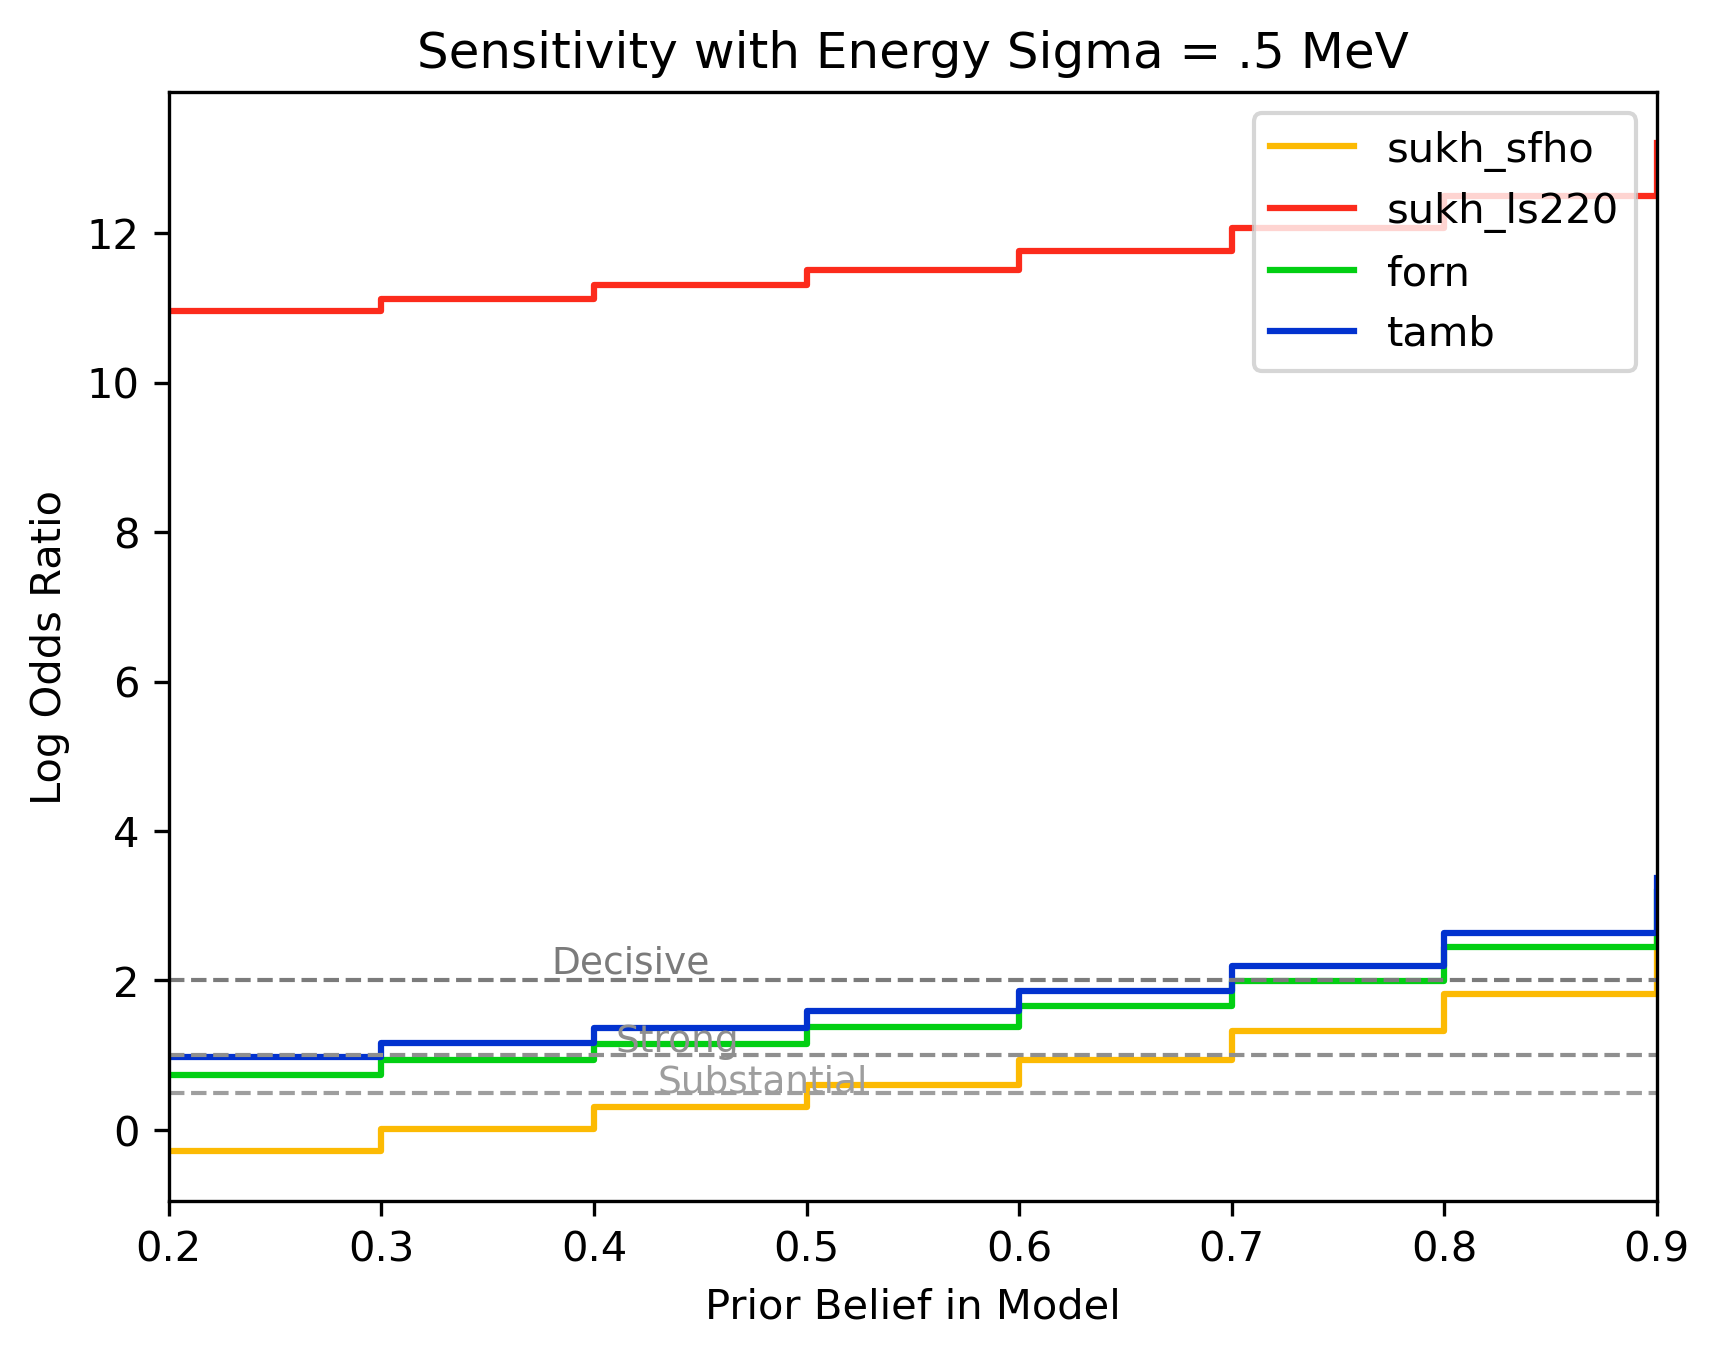 Sensitivity with Energy Sigma = .5 MeV
sukh_sfho
sukh_ls220
forn
tamb
Log Odds Ratio
12
10
8
6
4
2
0
Decisive
Strong
Substantial
0.2 0.3 0.4 0.5 0.6 0.7 0.8 0.9
Prior Belief in Model